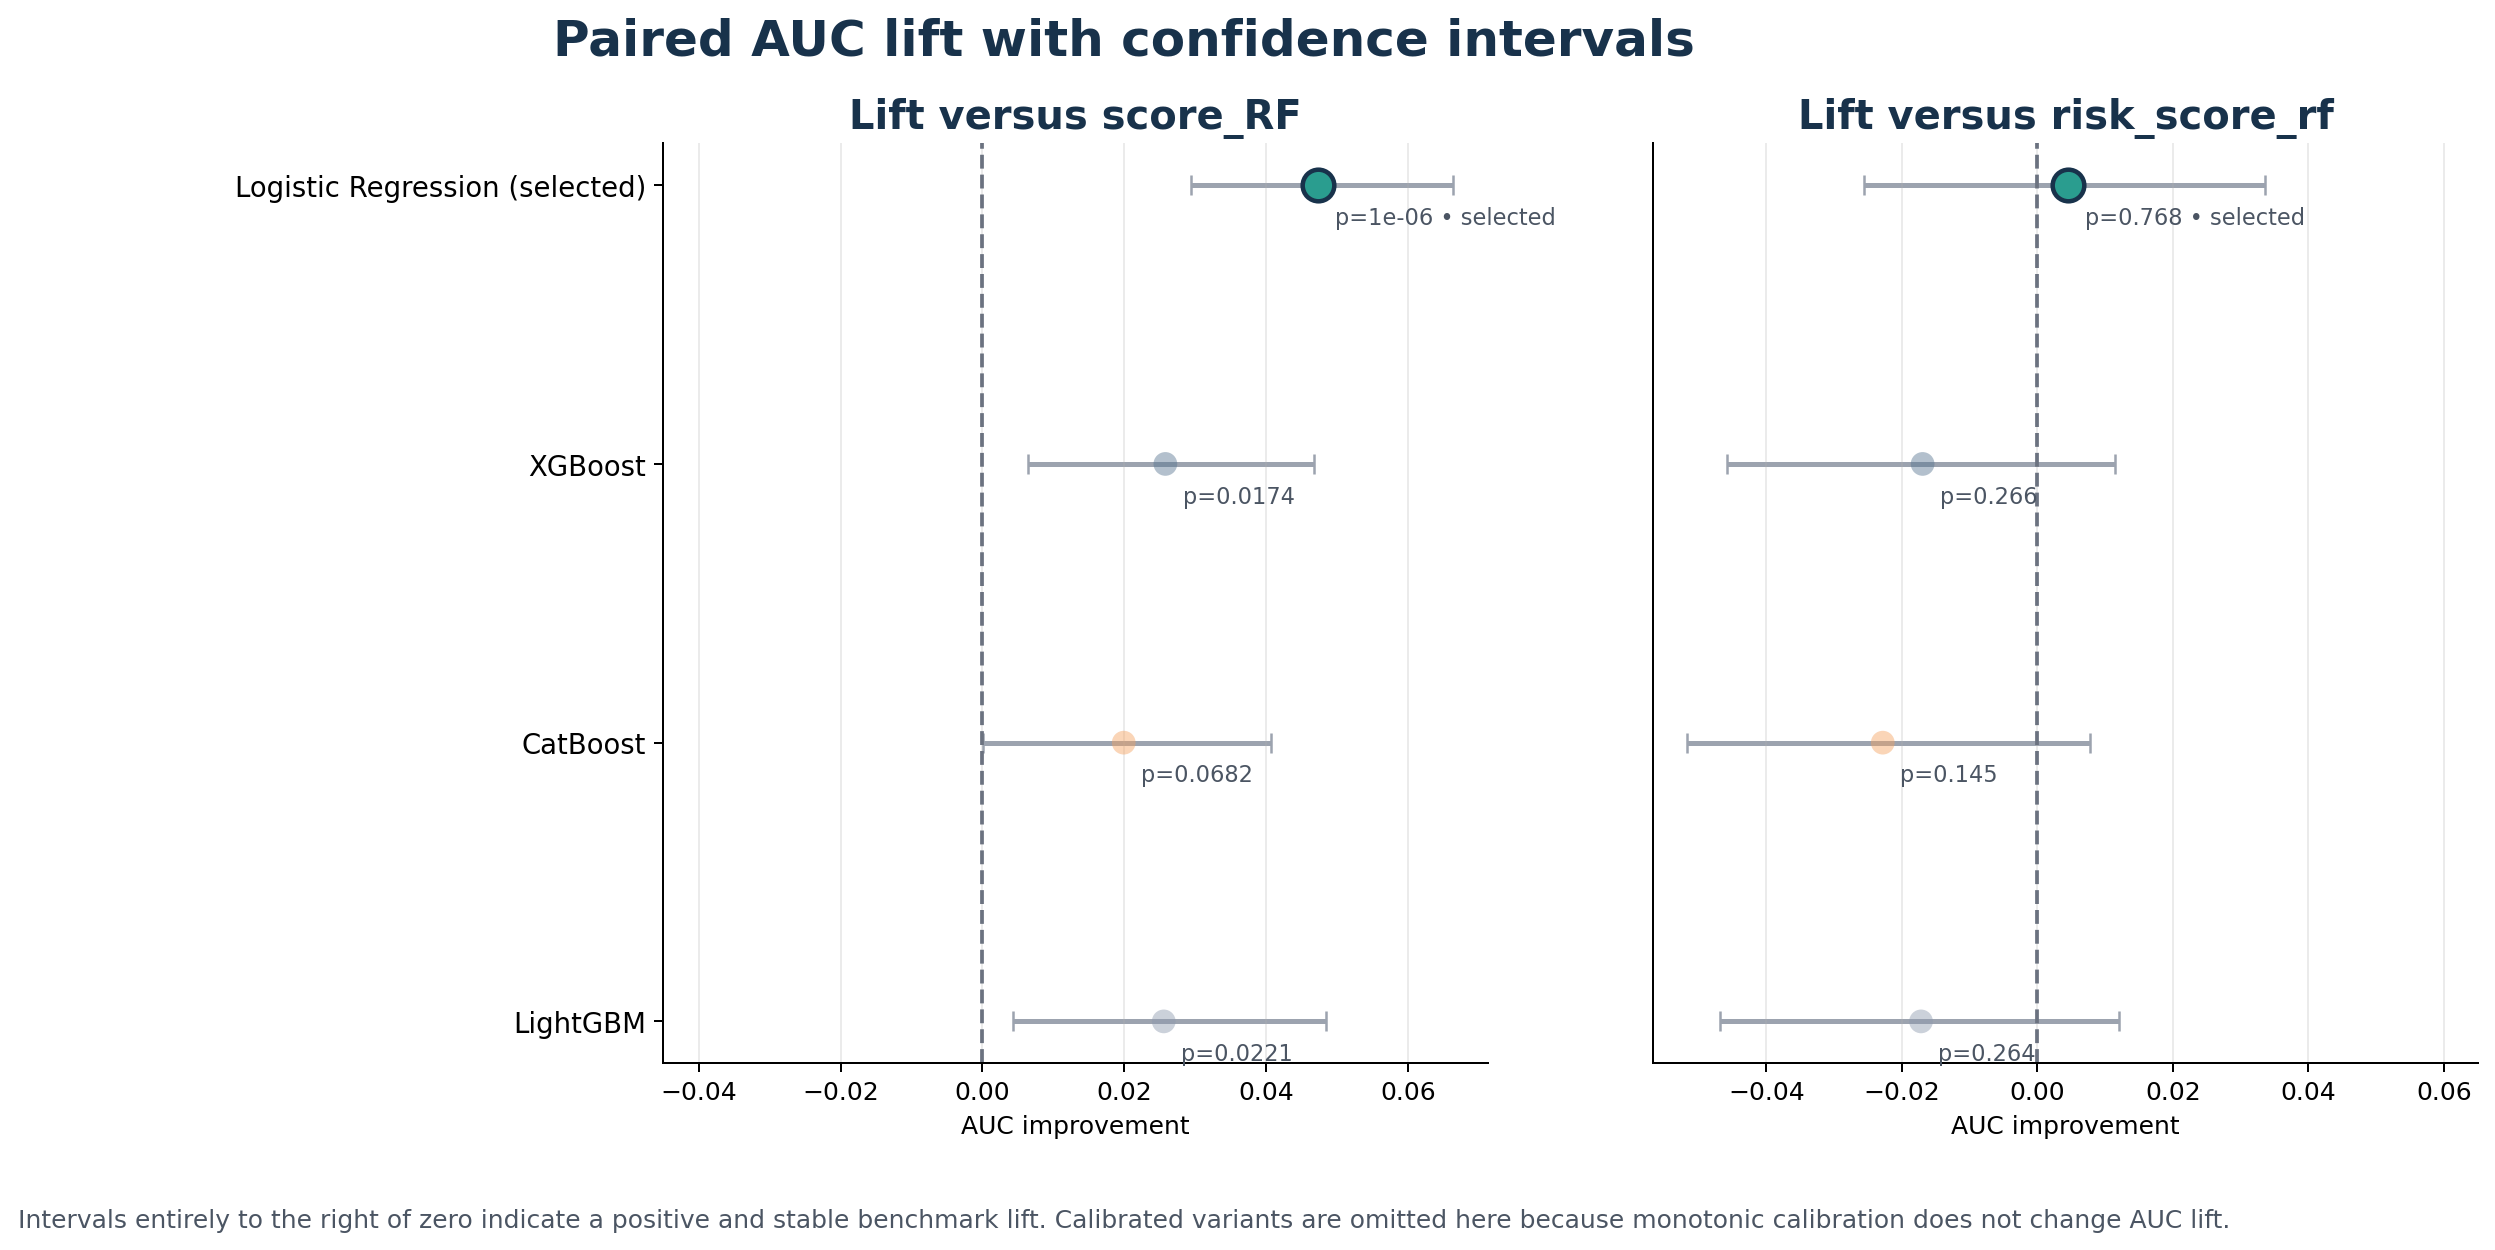 Paired AUC lift with confidence intervals
Lift versus score_RF
Logistic Regression (selected)
XGBoost
CatBoost
LightGBM
p=1e-06 • selected
p=0.0174
p=0.0682
p=0.0221
−0.04 −0.02 0.00 0.02 0.04 0.06
AUC improvement
Lift versus risk_score_rf
p=0.768 • selected
p=0.266
p=0.145
p=0.264
−0.04 −0.02 0.00 0.02 0.04 0.06
AUC improvement
Intervals entirely to the right of zero indicate a positive and stable benchmark lift. Calibrated variants are omitted here because monotonic calibration does not change AUC lift.